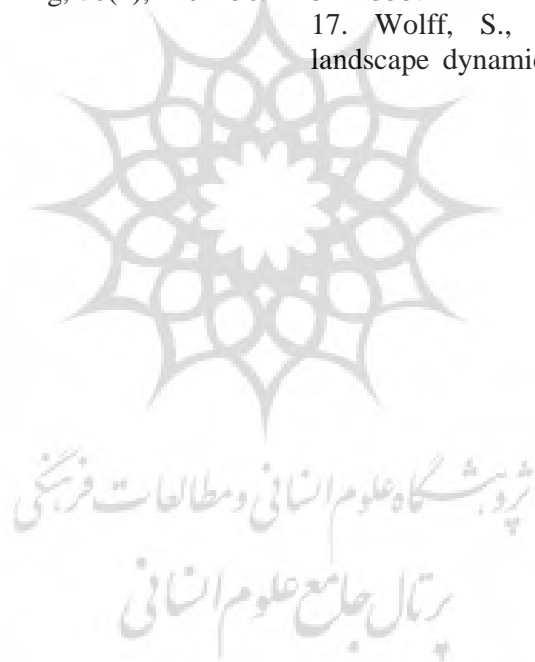 17. Wolff, S.,
landscape dynamic
پژوهشگاه علوم انسانی و مطالعات فرهنگی
پرتال جامع علوم انسانی